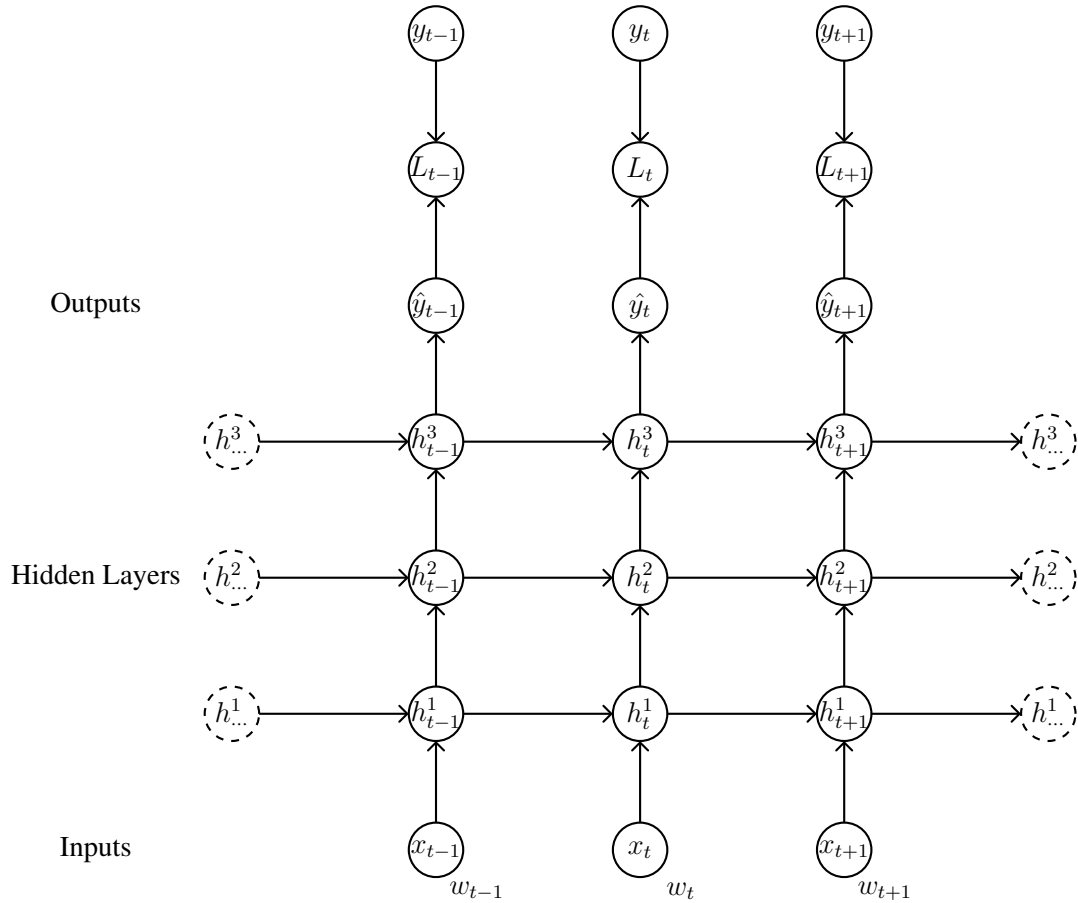 y_{t−1} y_t y_{t+1}
L_{t−1} L_t L_{t+1}
Outputs ŷ_{t−1} ŷ_t ŷ_{t+1}
h^3_{...} h^3_{t−1} h^3_t h^3_{t+1} h^3_{...}
Hidden Layers h^2_{...} h^2_{t−1} h^2_t h^2_{t+1} h^2_{...}
h^1_{...} h^1_{t−1} h^1_t h^1_{t+1} h^1_{...}
Inputs x_{t−1} x_t x_{t+1}
w_{t−1} w_t w_{t+1}